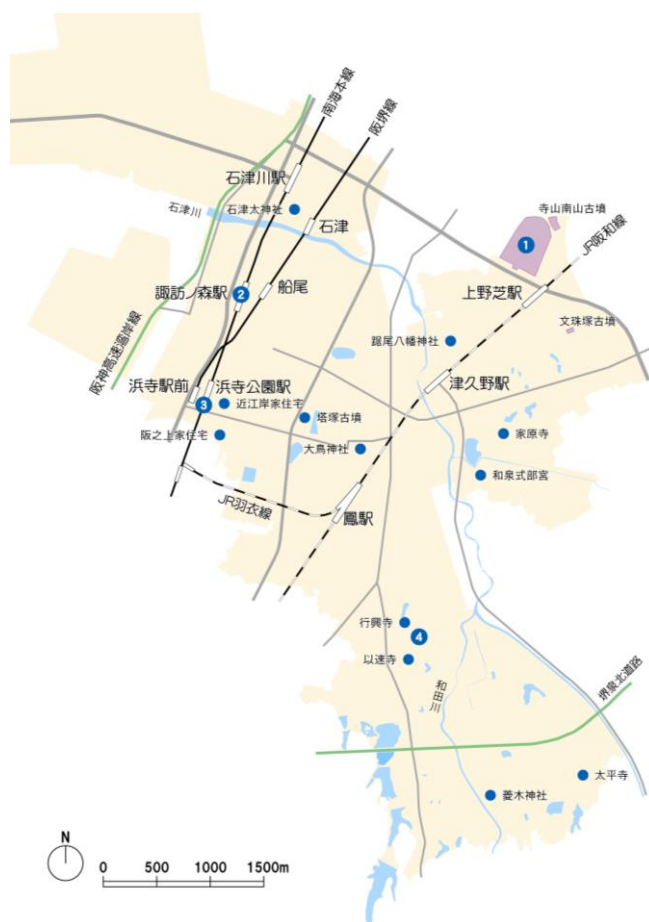 南海本線
阪堺線
石津川駅
石津川
石津太神社
石津
寺山南山古墳
1
JR阪和線
上野芝駅
諏訪ノ森駅
2
船尾
文珠塚古墳
阪神高速湾岸線
踞尾八幡神社
津久野駅
浜寺駅前
浜寺公園駅
3
近江岸家住宅
塔塚古墳
阪之上家住宅
大鳥神社
家原寺
和泉式部宮
JR羽衣線
鳳駅
行興寺
4
以速寺
和田川
堺泉北道路
太平寺
菱木神社
N
0 500 1000 1500m